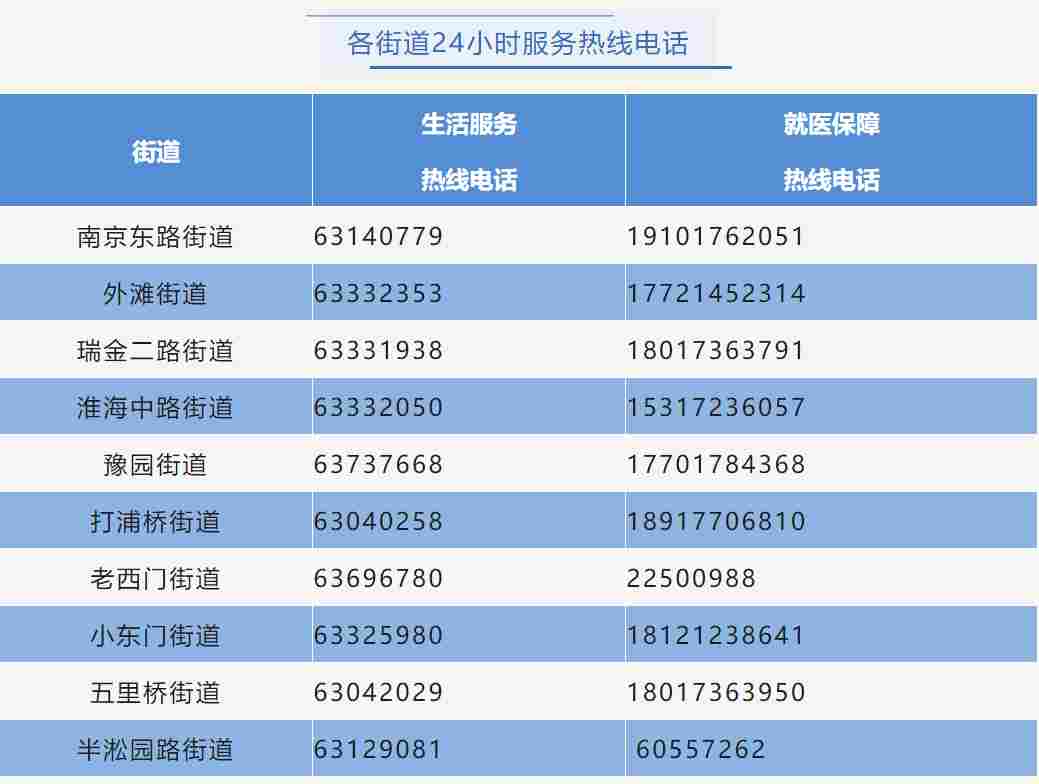 各街道24小时服务热线电话
街道 生活服务 热线电话 就医保障 热线电话
南京东路街道 63140779 19101762051
外滩街道 63332353 17721452314
瑞金二路街道 63331938 18017363791
淮海中路街道 63332050 15317236057
豫园街道 63737668 17701784368
打浦桥街道 63040258 18917706810
老西门街道 63696780 22500988
小东门街道 63325980 18121238641
五里桥街道 63042029 18017363950
半淞园路街道 63129081 60557262